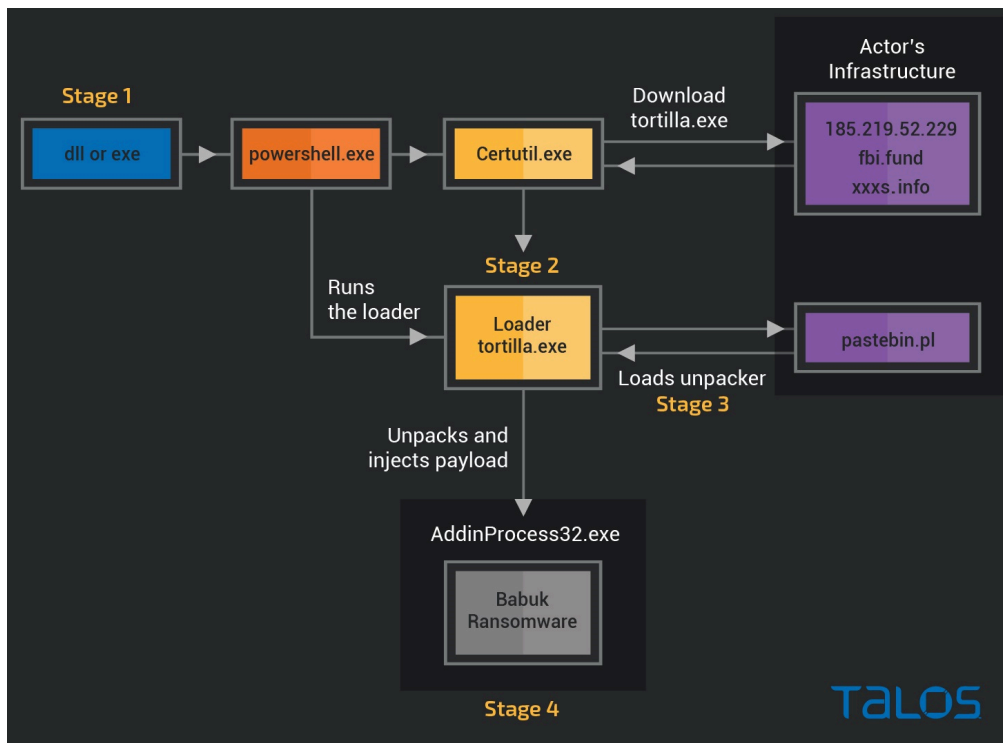 Actor's
Infrastructure
Stage 1
dll or exe
powershell.exe
Certutil.exe
Download
tortilla.exe
185.219.52.229
fbi.fund
xxxs.info
Stage 2
Runs
the loader
Loader
tortilla.exe
pastebin.pl
Loads unpacker
Stage 3
Unpacks and
injects payload
AddinProcess32.exe
Babuk
Ransomware
Stage 4
TALOS